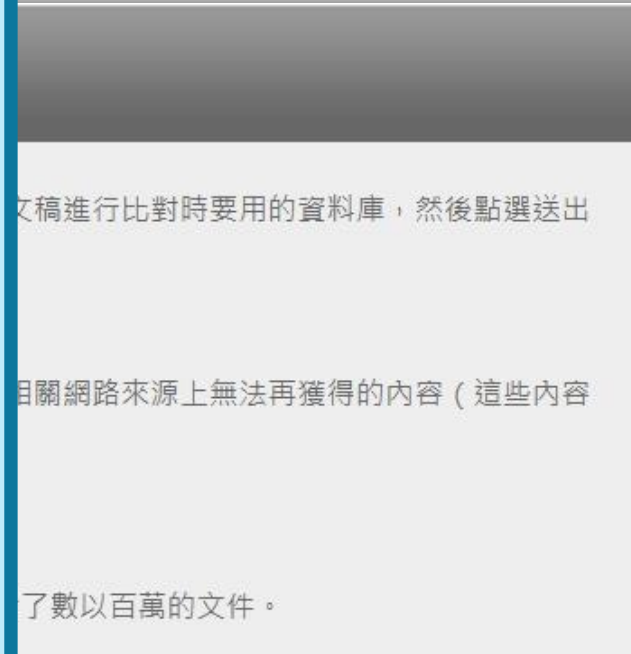 文稿進行比對時要用的資料庫，然後點選送出
相關網路來源上無法再獲得的內容（這些內容
了數以百萬的文件。